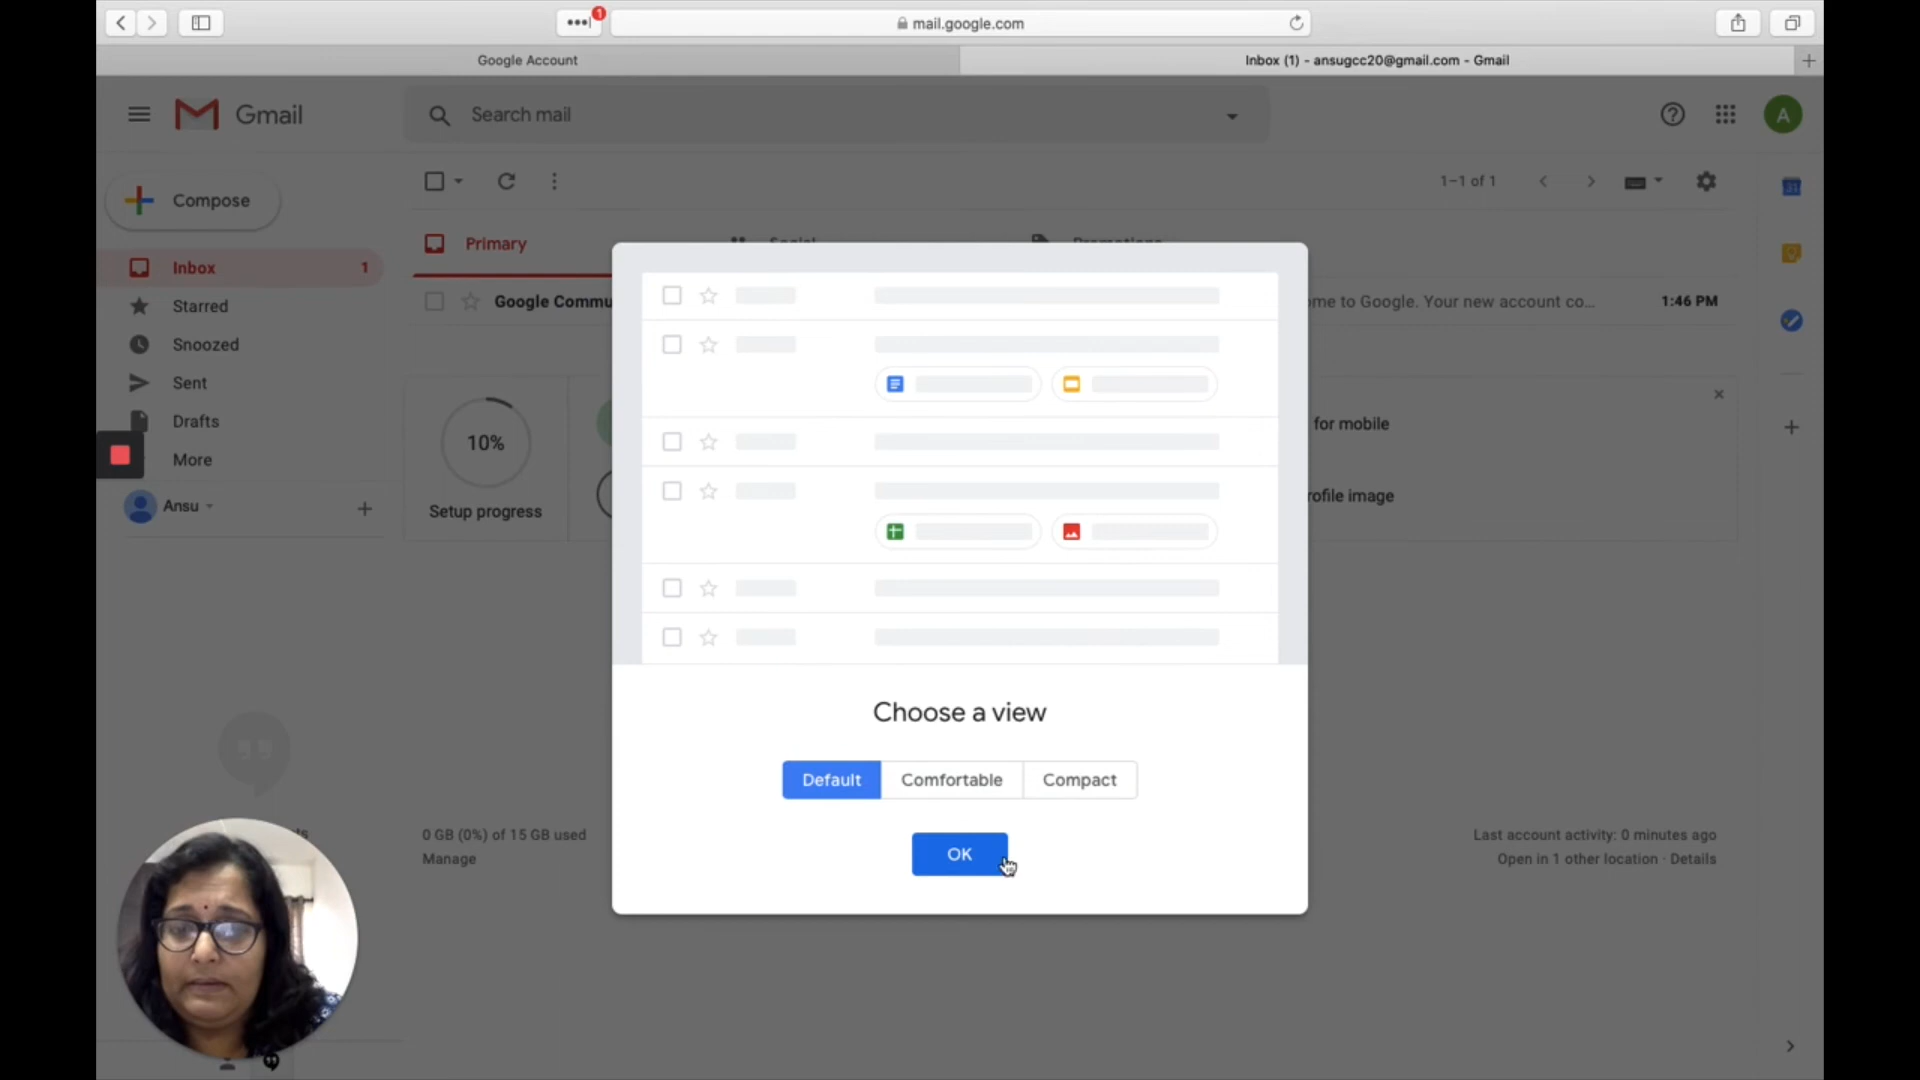 1
mail.google.com
Google Account
Inbox (1) - ansugcc20@gmail.com - Gmail
Gmail
Search mail
A
Compose
1–1 of 1
31
Primary
Inbox 1
Google Commu
me to Google. Your new account co... 1:46 PM
Starred
Snoozed
Sent
Drafts
More
Ansu
10%
Setup progress
for mobile
rofile image
Choose a view
Default Comfortable Compact
OK
0 GB (0%) of 15 GB used
Manage
Last account activity: 0 minutes ago
Open in 1 other location · Details